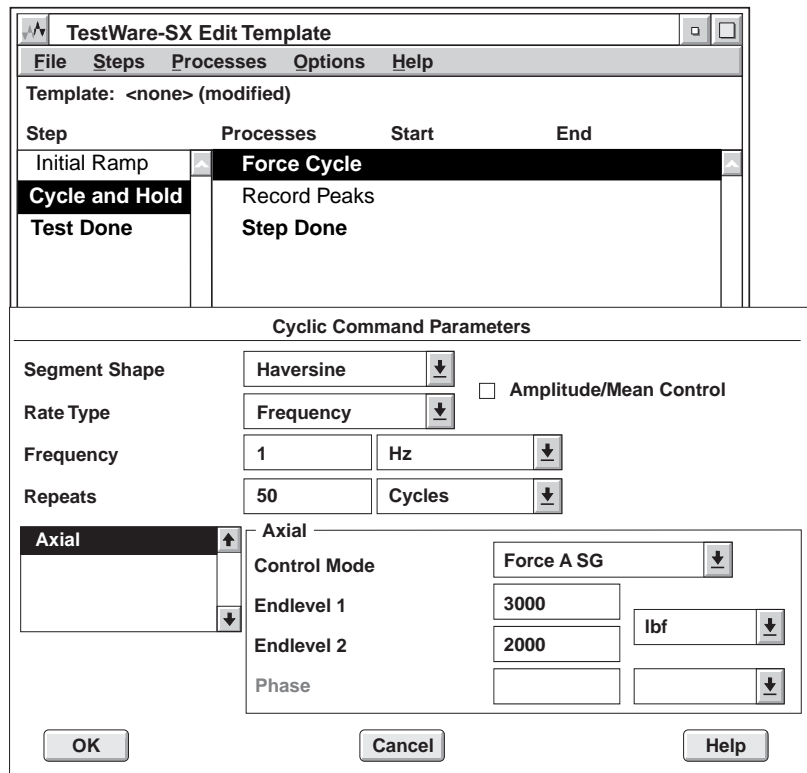 TestWare-SX Edit Template
File Steps Processes Options Help
Template: <none> (modified)
Step Processes Start End
Initial Ramp Force Cycle
Cycle and Hold Record Peaks
Test Done Step Done
Cyclic Command Parameters
Segment Shape Haversine Amplitude/Mean Control
Rate Type Frequency
Frequency 1 Hz
Repeats 50 Cycles
Axial Axial
Control Mode Force A SG
Endlevel 1 3000
lbf
Endlevel 2 2000
Phase
OK Cancel Help